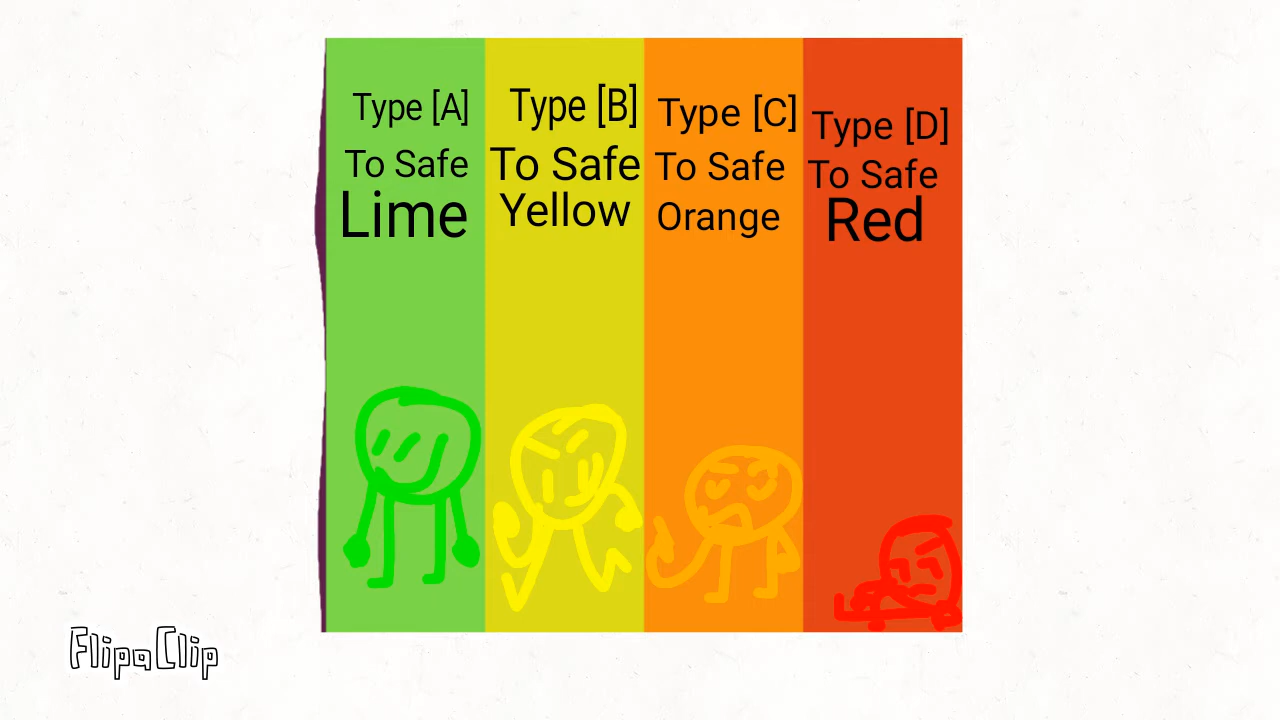 Type [A]
To Safe
Lime
Type [B]
To Safe
Yellow
Type [C]
To Safe
Orange
Type [D]
To Safe
Red
FlipaClip